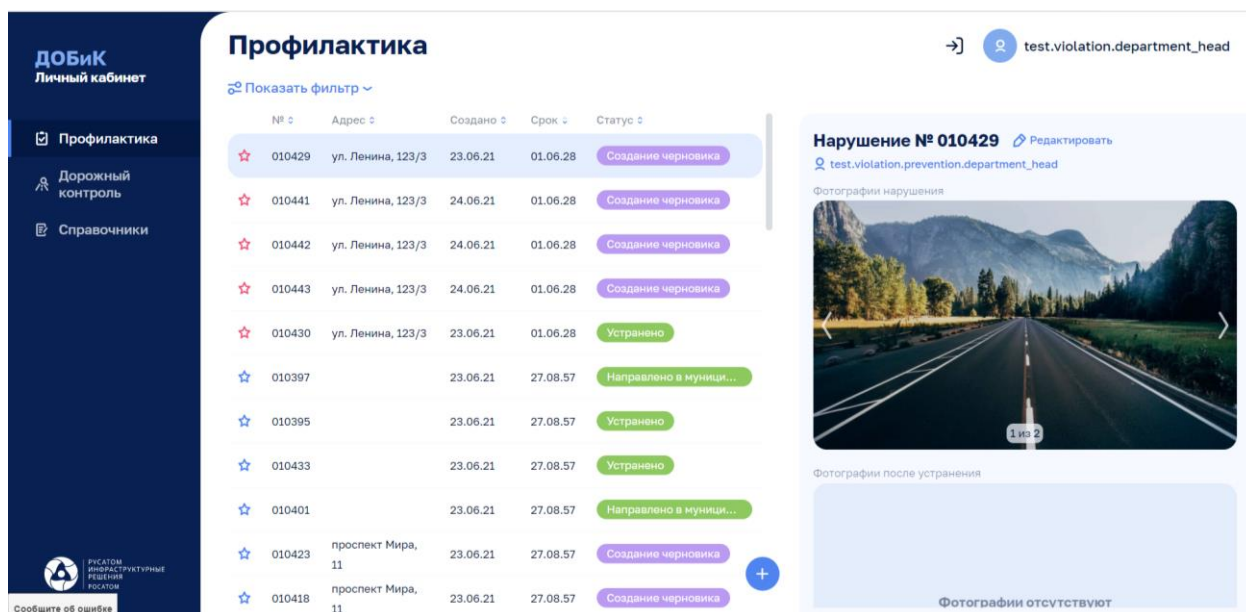 ДОБиК
Личный кабинет
Профилактика
Дорожный
контроль
Справочники
РУСАТОМ
ИНФРАСТРУКТУРНЫЕ
РЕШЕНИЯ
РОСАТОМ
Сообщите об ошибке
Профилактика
test.violation.department_head
Показать фильтр
№ Адрес Создано Срок Статус
010429 ул. Ленина, 123/3 23.06.21 01.06.28 Создание черновика
010441 ул. Ленина, 123/3 24.06.21 01.06.28 Создание черновика
010442 ул. Ленина, 123/3 24.06.21 01.06.28 Создание черновика
010443 ул. Ленина, 123/3 24.06.21 01.06.28 Создание черновика
010430 ул. Ленина, 123/3 23.06.21 01.06.28 Устранено
010397 23.06.21 27.08.57 Направлено в муници...
010395 23.06.21 27.08.57 Устранено
010433 23.06.21 27.08.57 Устранено
010401 23.06.21 27.08.57 Направлено в муници...
010423 проспект Мира, 11 23.06.21 27.08.57 Создание черновика
010418 проспект Мира, 11 23.06.21 27.08.57 Создание черновика
+
Нарушение № 010429 Редактировать
test.violation.prevention.department_head
Фотографии нарушения
1 из 2
Фотографии после устранения
Фотографии отсутствуют